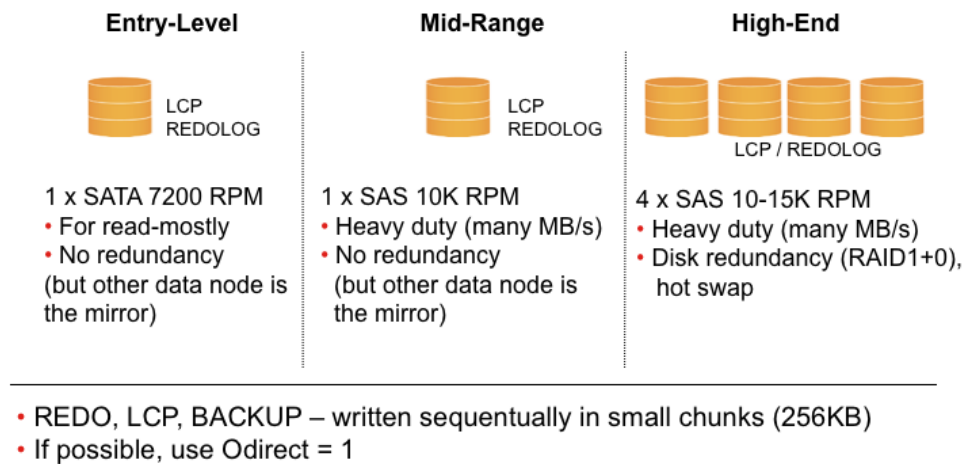 Entry-Level
LCP
REDOLOG
1 x SATA 7200 RPM
• For read-mostly
• No redundancy
(but other data node is
the mirror)
Mid-Range
LCP
REDOLOG
1 x SAS 10K RPM
• Heavy duty (many MB/s)
• No redundancy
(but other data node is
the mirror)
High-End
LCP / REDOLOG
4 x SAS 10-15K RPM
• Heavy duty (many MB/s)
• Disk redundancy (RAID1+0),
hot swap
• REDO, LCP, BACKUP – written sequentually in small chunks (256KB)
• If possible, use Odirect = 1